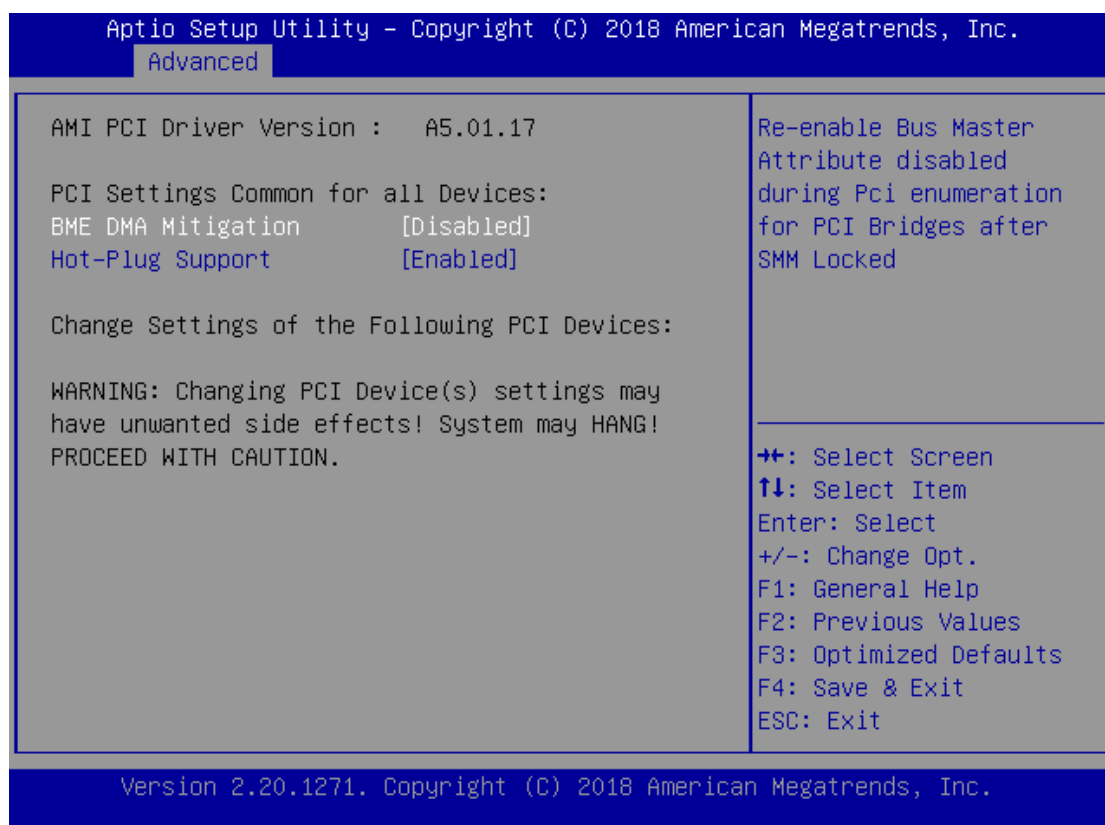 Aptio Setup Utility – Copyright (C) 2018 American Megatrends, Inc.
Advanced
AMI PCI Driver Version :   A5.01.17
PCI Settings Common for all Devices:
BME DMA Mitigation   [Disabled]
Hot-Plug Support   [Enabled]
Change Settings of the Following PCI Devices:
WARNING: Changing PCI Device(s) settings may
have unwanted side effects! System may HANG!
PROCEED WITH CAUTION.
Re-enable Bus Master
Attribute disabled
during Pci enumeration
for PCI Bridges after
SMM Locked
→←: Select Screen
↑↓: Select Item
Enter: Select
+/-: Change Opt.
F1: General Help
F2: Previous Values
F3: Optimized Defaults
F4: Save & Exit
ESC: Exit
Version 2.20.1271. Copyright (C) 2018 American Megatrends, Inc.